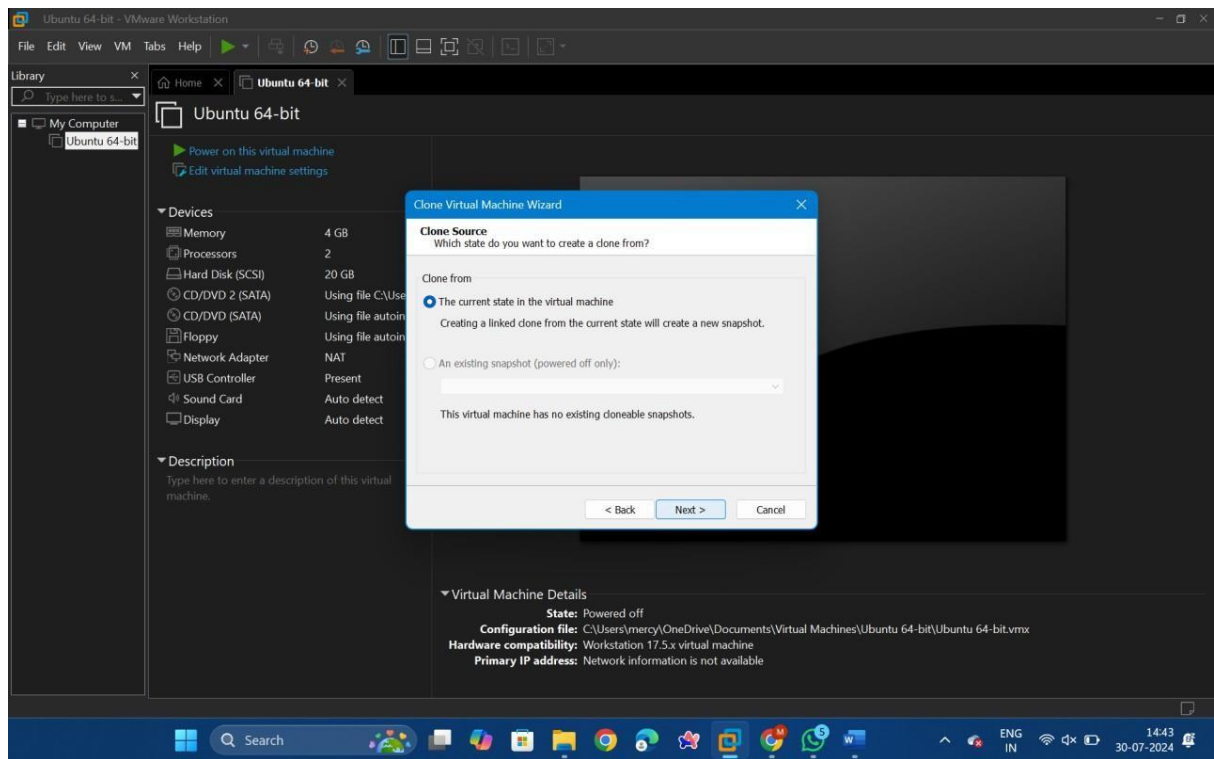 Ubuntu 64-bit - VMware Workstation
File Edit View VM Tabs Help
Library
Type here to s...
My Computer
Ubuntu 64-bit
Home
Ubuntu 64-bit
Ubuntu 64-bit
Power on this virtual machine
Edit virtual machine settings
Devices
Memory 4 GB
Processors 2
Hard Disk (SCSI) 20 GB
CD/DVD 2 (SATA) Using file C:\Use
CD/DVD (SATA) Using file autoin
Floppy Using file autoin
Network Adapter NAT
USB Controller Present
Sound Card Auto detect
Display Auto detect
Description
Type here to enter a description of this virtual
machine.
Clone Virtual Machine Wizard
Clone Source
Which state do you want to create a clone from?
Clone from
The current state in the virtual machine
Creating a linked clone from the current state will create a new snapshot.
An existing snapshot (powered off only):
This virtual machine has no existing cloneable snapshots.
< Back Next > Cancel
Virtual Machine Details
State: Powered off
Configuration file: C:\Users\mercy\OneDrive\Documents\Virtual Machines\Ubuntu 64-bit\Ubuntu 64-bit.vmx
Hardware compatibility: Workstation 17.5.x virtual machine
Primary IP address: Network information is not available
Search
ENG
IN
14:43
30-07-2024